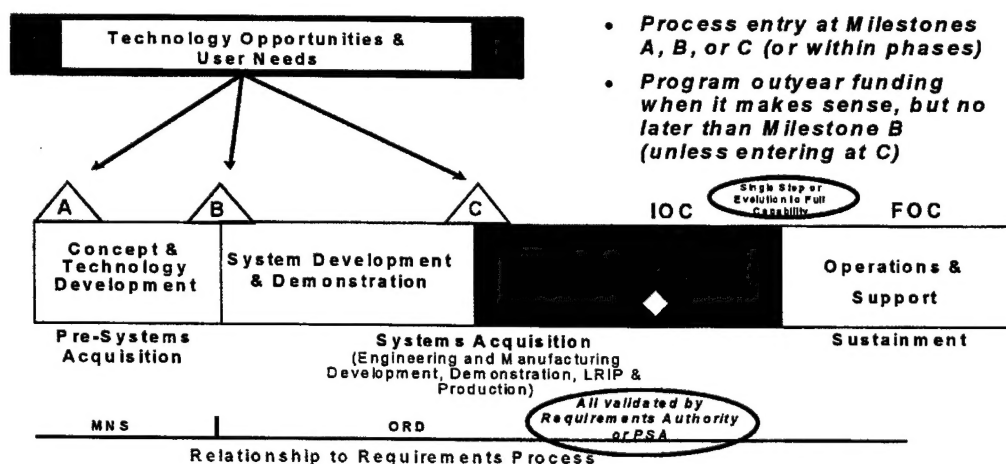 Technology Opportunities &
User Needs
• Process entry at Milestones
A, B, or C (or within phases)
• Program outyear funding
when it makes sense, but no
later than Milestone B
(unless entering at C)
A
B
C
Single Step or
Evolution to Full
Capability
IOC
FOC
Concept &
Technology
Development
System Development
& Demonstration
Operations &
Support
Pre-Systems
Acquisition
Systems Acquisition
(Engineering and Manufacturing
Development, Demonstration, LRIP &
Production)
Sustainment
All validated by
Requirements Authority
or PSA
MNS
ORD
Relationship to Requirements Process